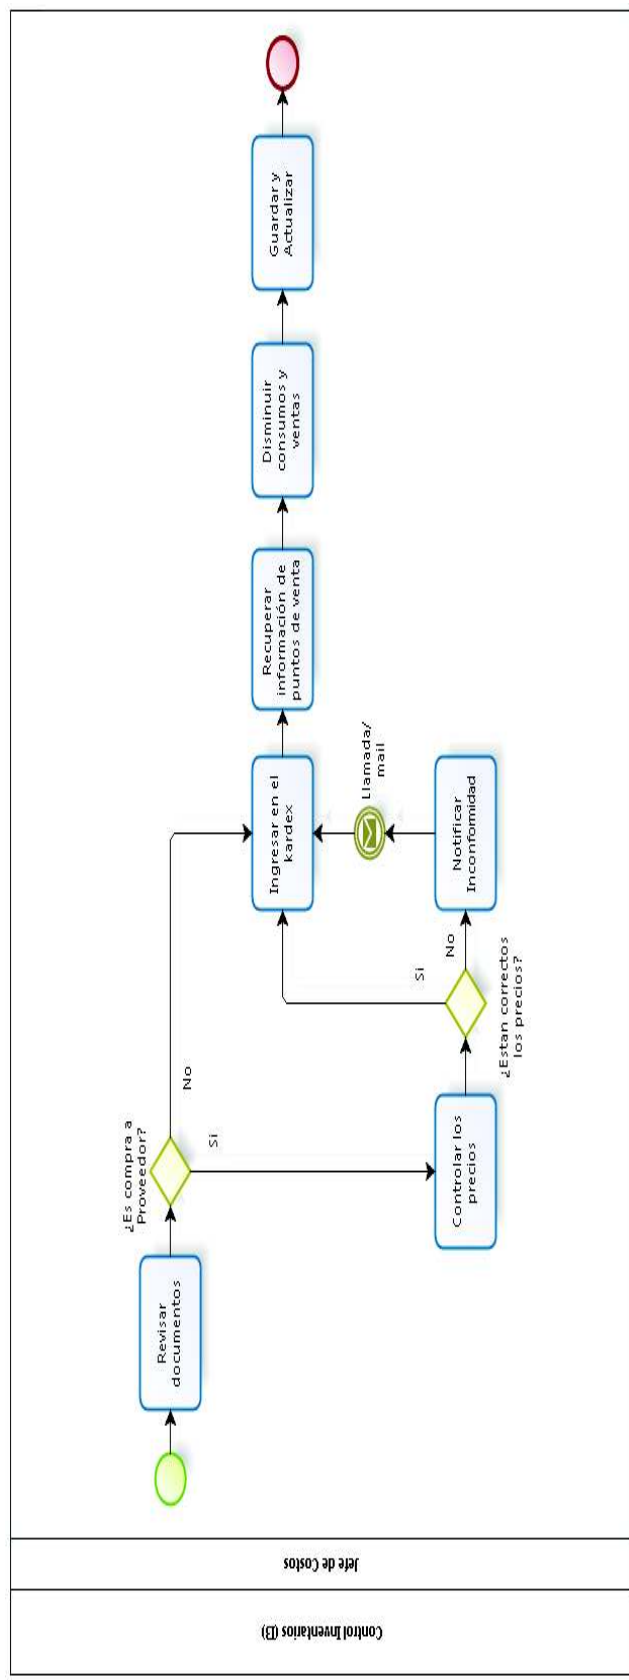 Control Inventarios (B)
Jefe de Costos
Revisar
documentos
¿Es compra a
Proveedor?
No
Si
Controlar los
precios
¿Estan correctos
los precios?
Si
No
Notificar
Inconformidad
Llamada/
mail
Ingresar en el
kardex
Recuperar
información de
puntos de venta
Disminuir
consumos y
ventas
Guardar y
Actualizar